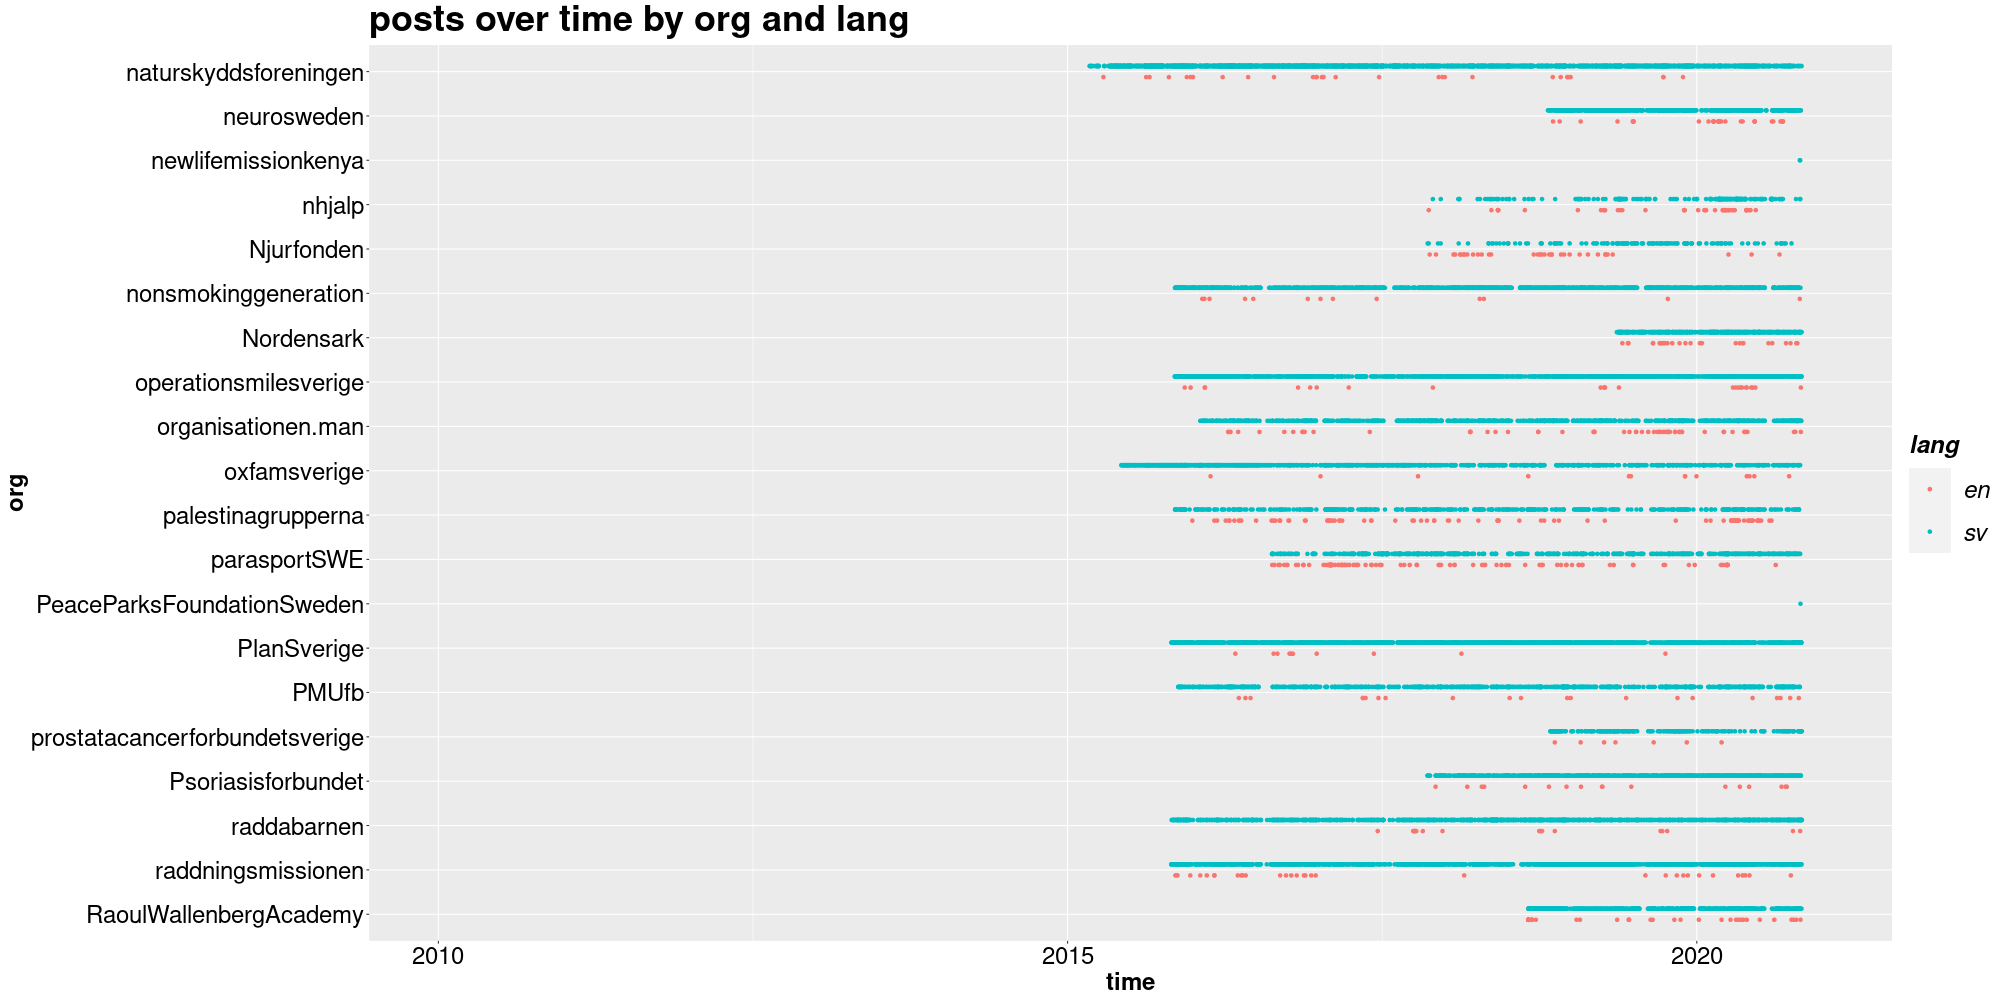 posts over time by org and lang
naturskyddsforeningen
neurosweden
newlifemissionkenya
nhjalp
Njurfonden
nonsmokinggeneration
Nordensark
operationsmilesverige
organisationen.man
oxfamsverige
palestinagrupperna
parasportSWE
PeaceParksFoundationSweden
PlanSverige
PMUfb
prostatacancerforbundetsverige
Psoriasisforbundet
raddabarnen
raddningsmissionen
RaoulWallenbergAcademy
org
2010
2015
2020
time
lang
en
sv